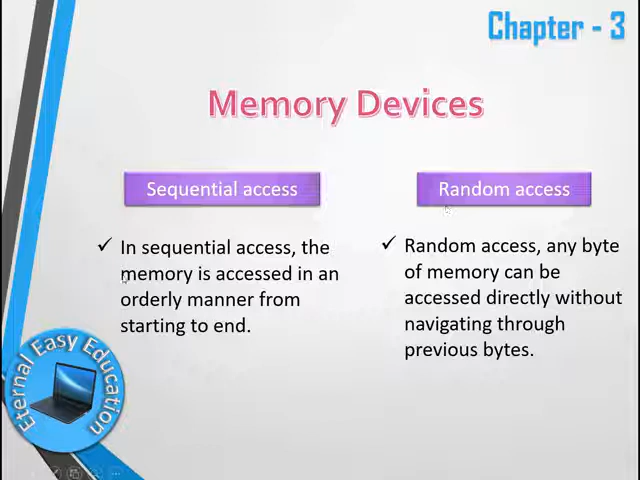 Chapter - 3
Memory Devices
Sequential access
✓ In sequential access, the
memory is accessed in an
orderly manner from
starting to end.
Random access
✓ Random access, any byte
of memory can be
accessed directly without
navigating through
previous bytes.
Eternal Easy Education